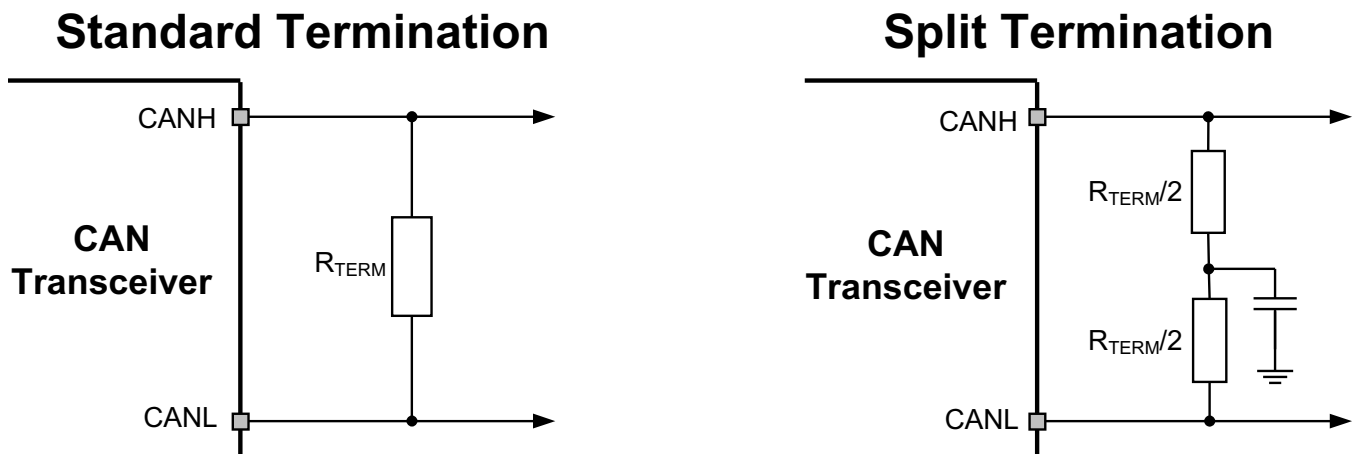 Standard Termination
CANH
CAN
Transceiver
RTERM
CANL
Split Termination
CANH
RTERM/2
CAN
Transceiver
RTERM/2
CANL